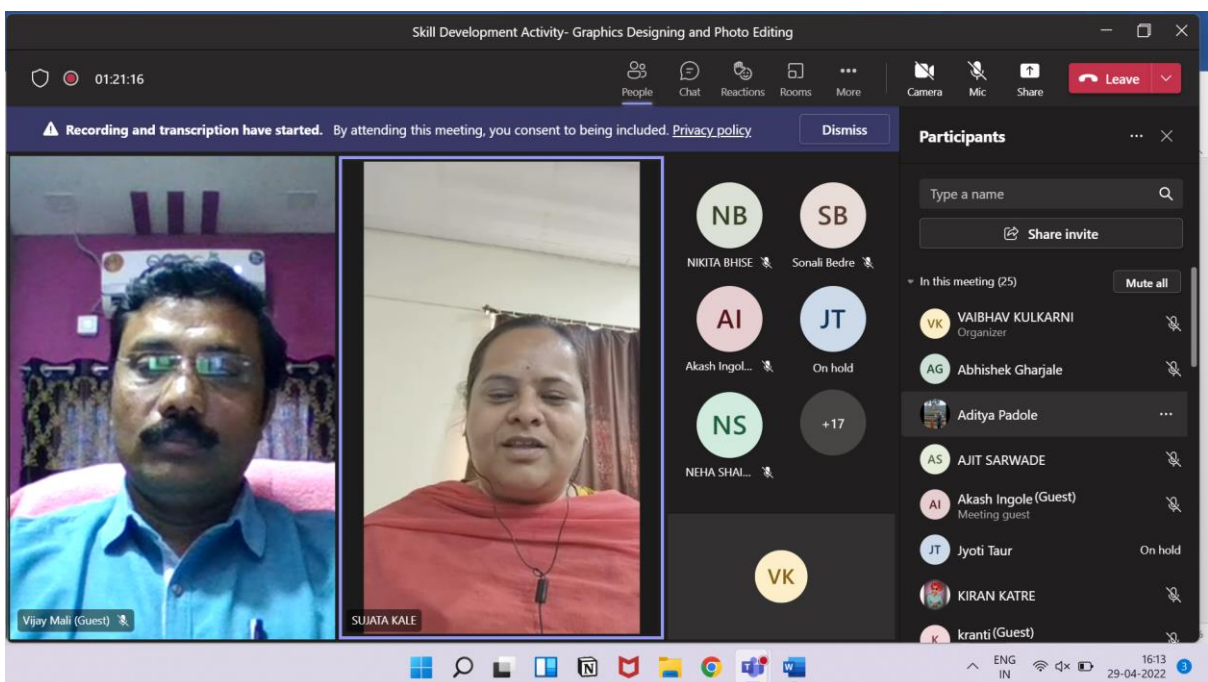 Skill Development Activity- Graphics Designing and Photo Editing
01:21:16
People
Chat
Reactions
Rooms
More
Camera
Mic
Share
Leave
Recording and transcription have started. By attending this meeting, you consent to being included. Privacy policy
Dismiss
Vijay Mali (Guest)
SUJATA KALE
NB
SB
NIKITA BHISE
Sonali Bedre
AI
JT
Akash Ingol...
On hold
NS
+17
NEHA SHAI...
VK
Participants
Type a name
Share invite
In this meeting (25)
Mute all
VK
VAIBHAV KULKARNI
Organizer
AG
Abhishek Gharjale
Aditya Padole
AS
AJIT SARWADE
AI
Akash Ingole (Guest)
Meeting guest
JT
Jyoti Taur
On hold
KIRAN KATRE
K
kranti (Guest)
ENG
IN
16:13
29-04-2022
3